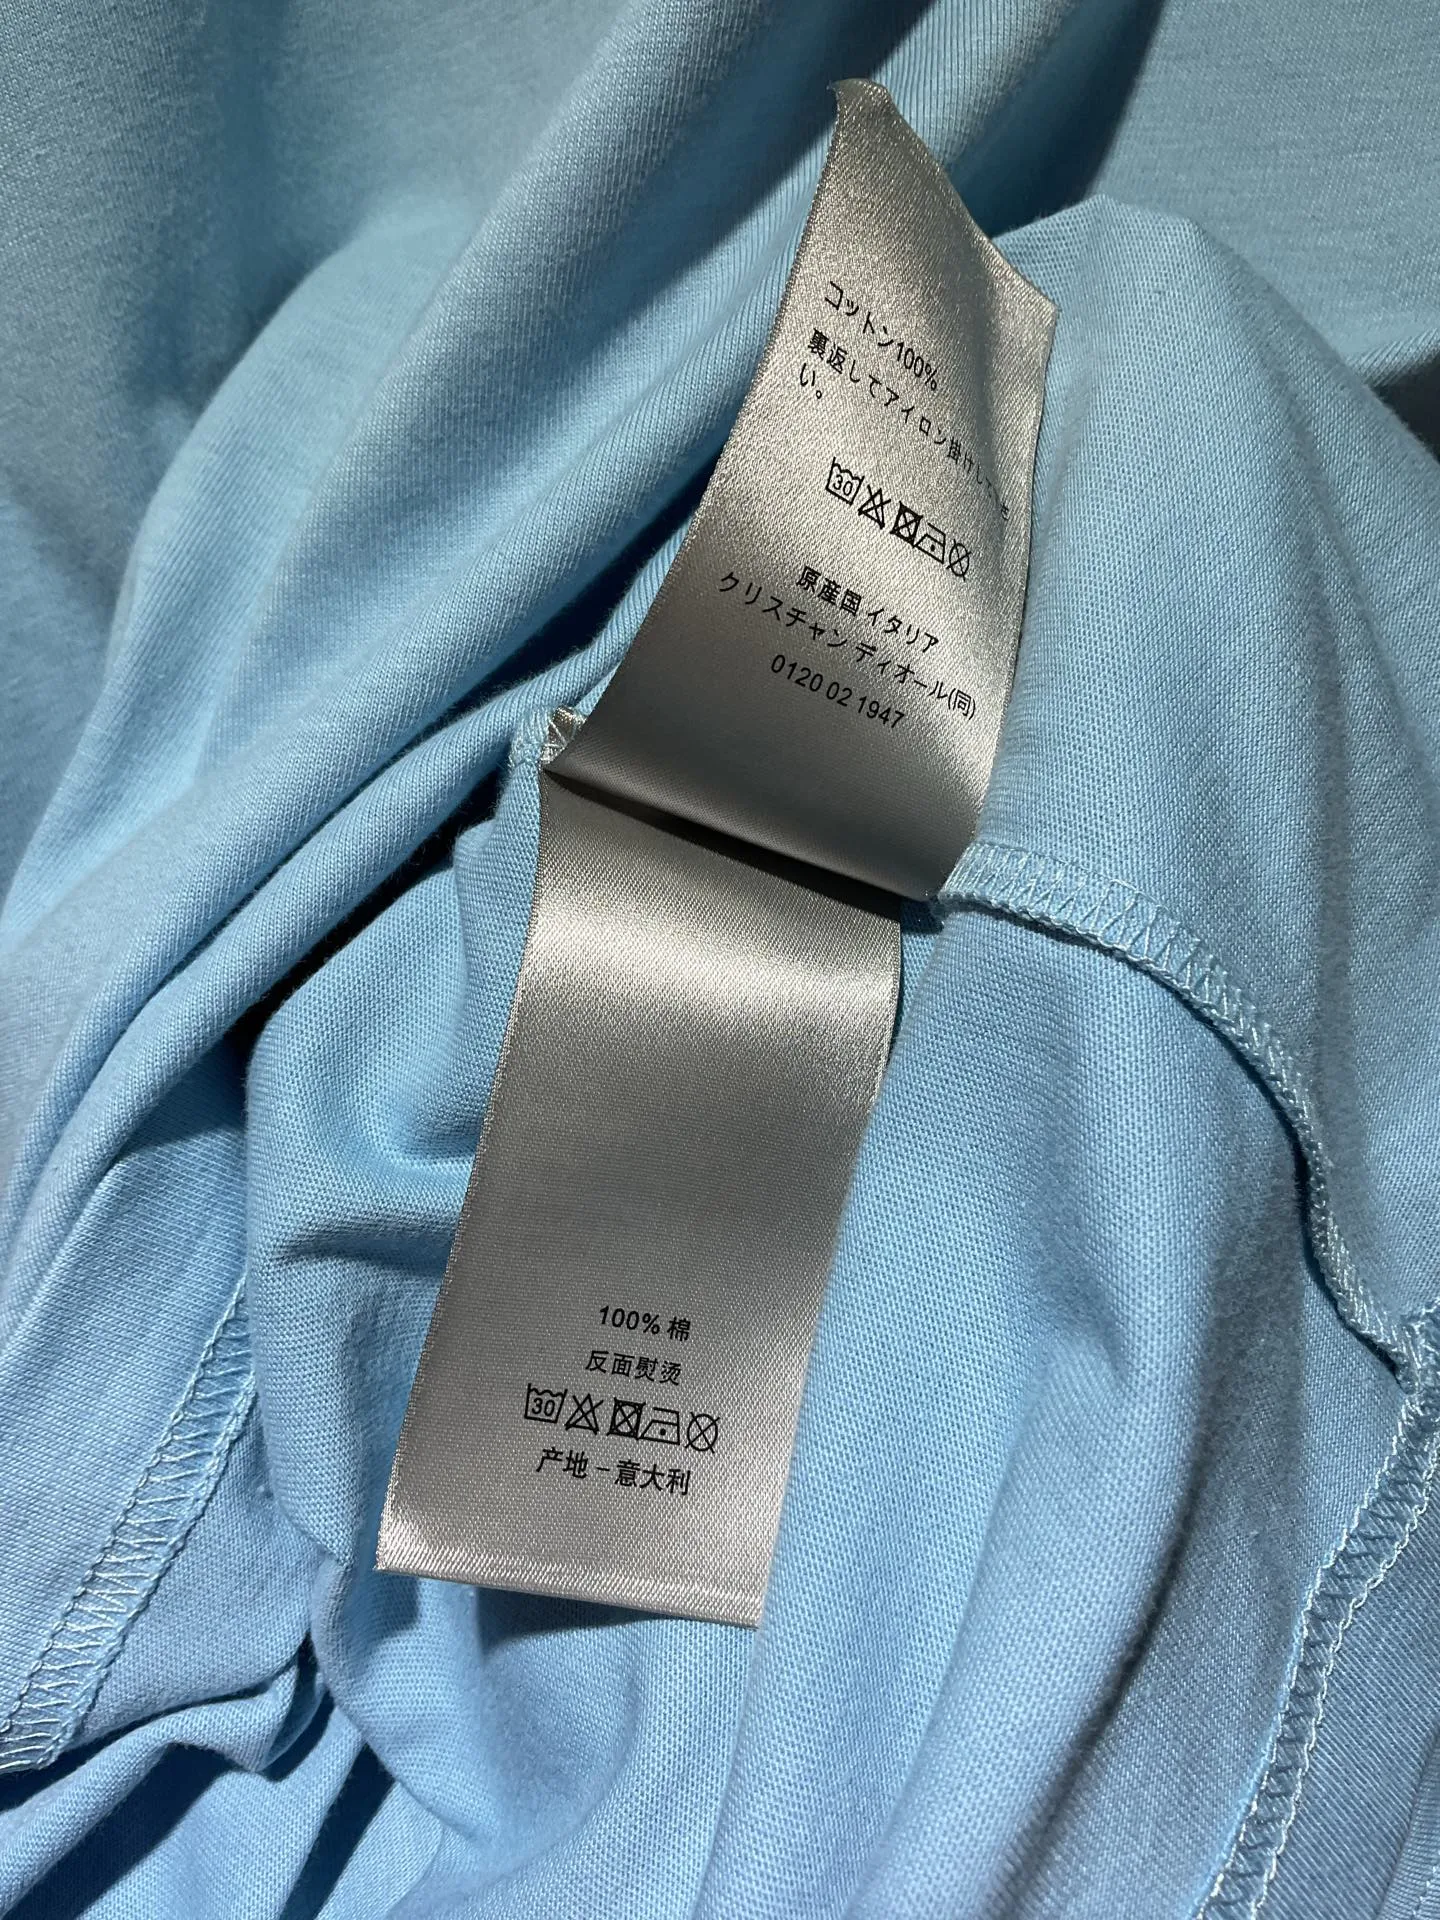 コットン100%
裏返してアイロン掛けして
い。
30
原産国 イタリア
クリスチャン ディオール(同)
0120 02 1947
100% 棉
反面熨烫
30
产地 – 意大利